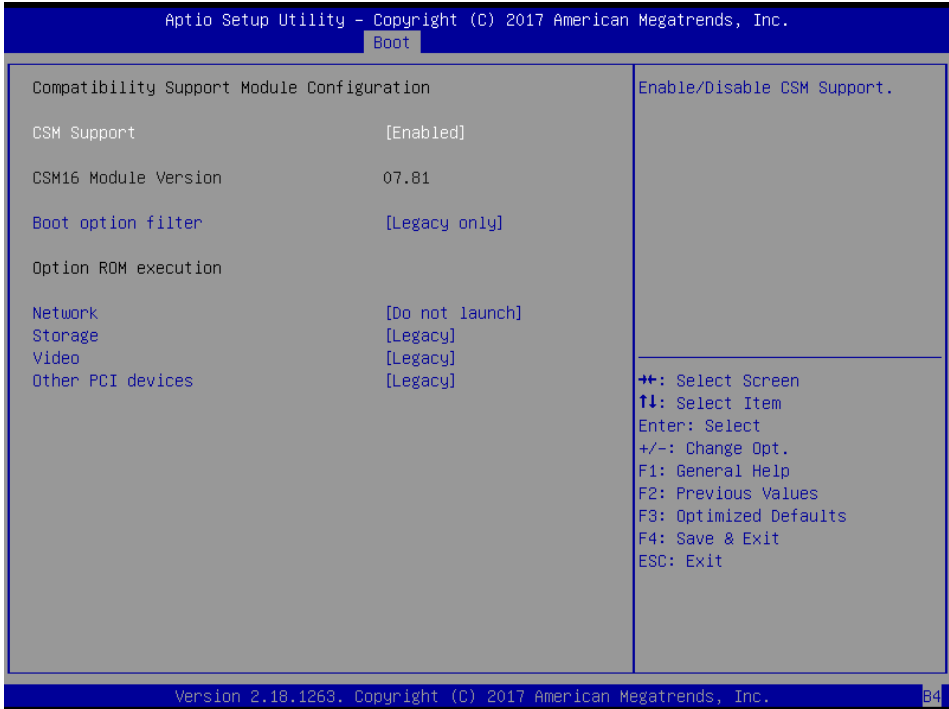 Aptio Setup Utility – Copyright (C) 2017 American Megatrends, Inc.
Boot
Compatibility Support Module Configuration
CSM Support [Enabled]
CSM16 Module Version 07.81
Boot option filter [Legacy only]
Option ROM execution
Network [Do not launch]
Storage [Legacy]
Video [Legacy]
Other PCI devices [Legacy]
Enable/Disable CSM Support.
→←: Select Screen
↑↓: Select Item
Enter: Select
+/-: Change Opt.
F1: General Help
F2: Previous Values
F3: Optimized Defaults
F4: Save & Exit
ESC: Exit
Version 2.18.1263. Copyright (C) 2017 American Megatrends, Inc.
B4